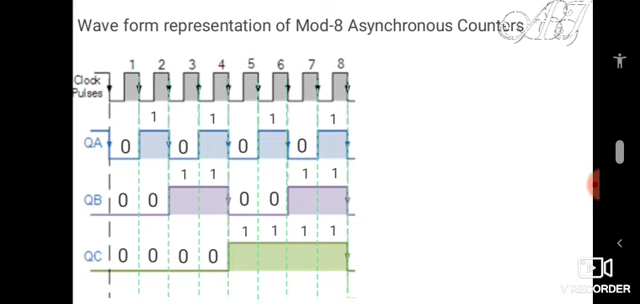 Wave form representation of Mod-8 Asynchronous Counters
1 2 3 4 5 6 7 8
Clock
Pulses
1 1 1 1
QA 0 0 0 0
1 1 1 1
QB 0 0 0 0
1 1 1 1
QC 0 0 0 0
V RECORDER